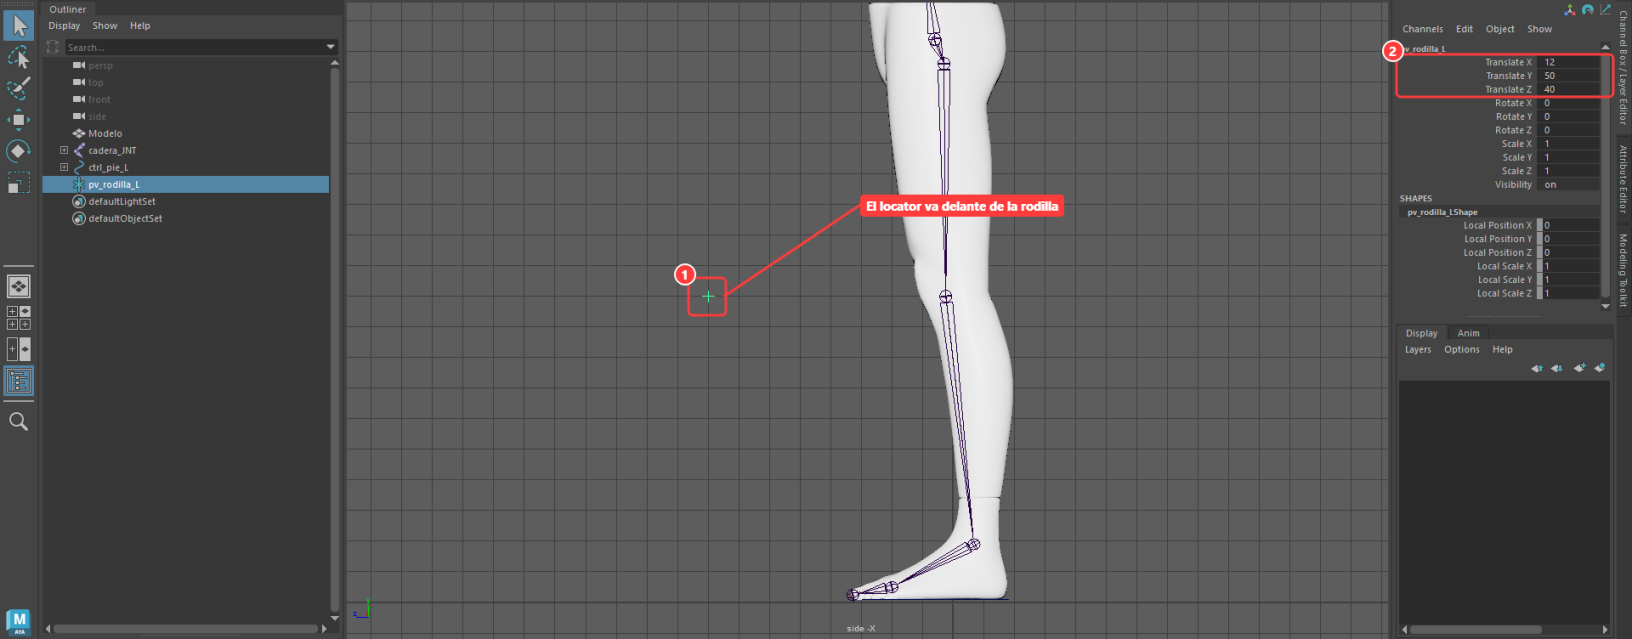 Outliner
Display Show Help
Search...
persp
top
front
side
Modelo
cadera_JNT
ctrl_pie_L
pv_rodilla_L
defaultLightSet
defaultObjectSet
M
AYA
1
El locator va delante de la rodilla
side -X
y
z
Channels Edit Object Show
2
pv_rodilla_L
Translate X 12
Translate Y 50
Translate Z 40
Rotate X 0
Rotate Y 0
Rotate Z 0
Scale X 1
Scale Y 1
Scale Z 1
Visibility on
SHAPES
pv_rodilla_LShape
Local Position X 0
Local Position Y 0
Local Position Z 0
Local Scale X 1
Local Scale Y 1
Local Scale Z 1
Display Anim
Layers Options Help
Channel Box / Layer Editor
Attribute Editor
Modeling Toolkit